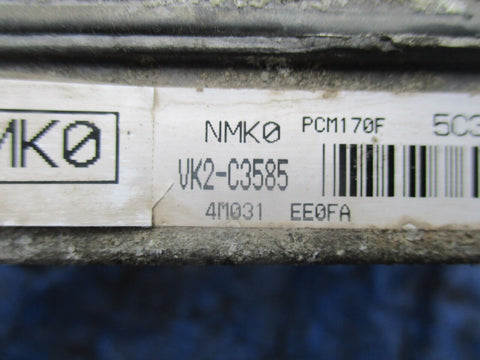 MK0
NMK0 PCM170F 5C3
VK2-C3585
4M031 EE0FA